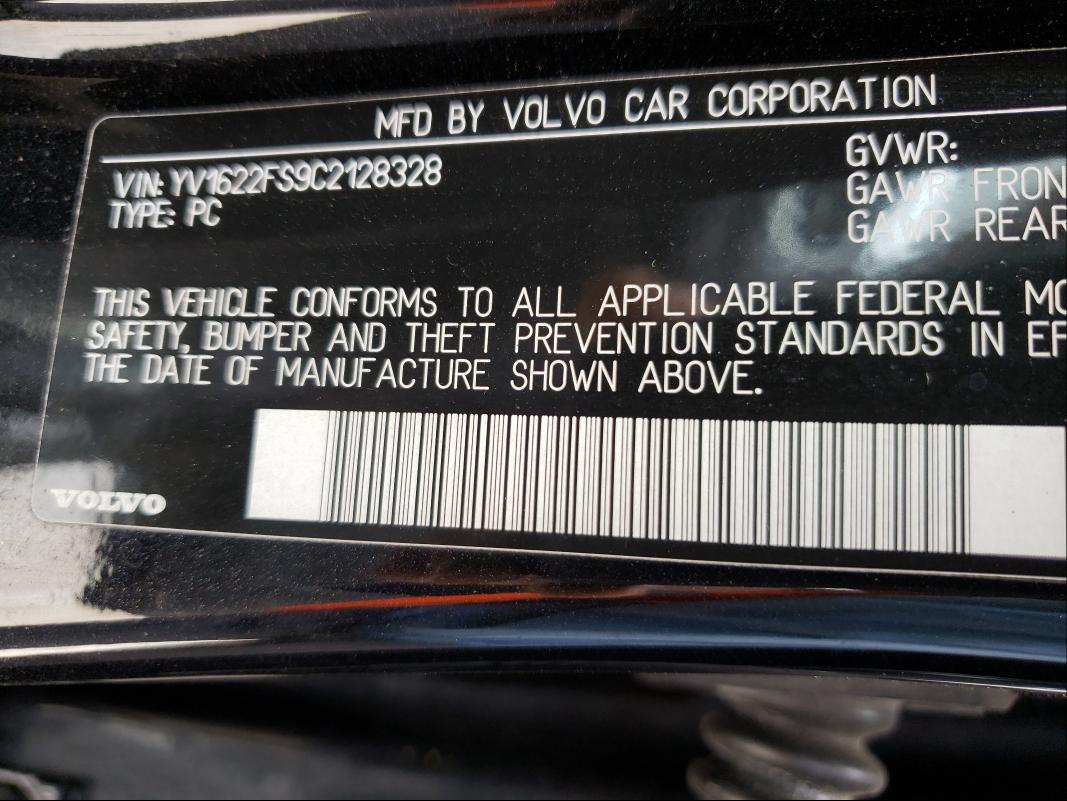 MFD BY VOLVO CAR CORPORATION
VIN: YV1622FS9C2128328
TYPE: PC
GVWR:
GAWR FRON
GAWR REAR
THIS VEHICLE CONFORMS TO ALL APPLICABLE FEDERAL MO
SAFETY, BUMPER AND THEFT PREVENTION STANDARDS IN EF
THE DATE OF MANUFACTURE SHOWN ABOVE.
VOLVO